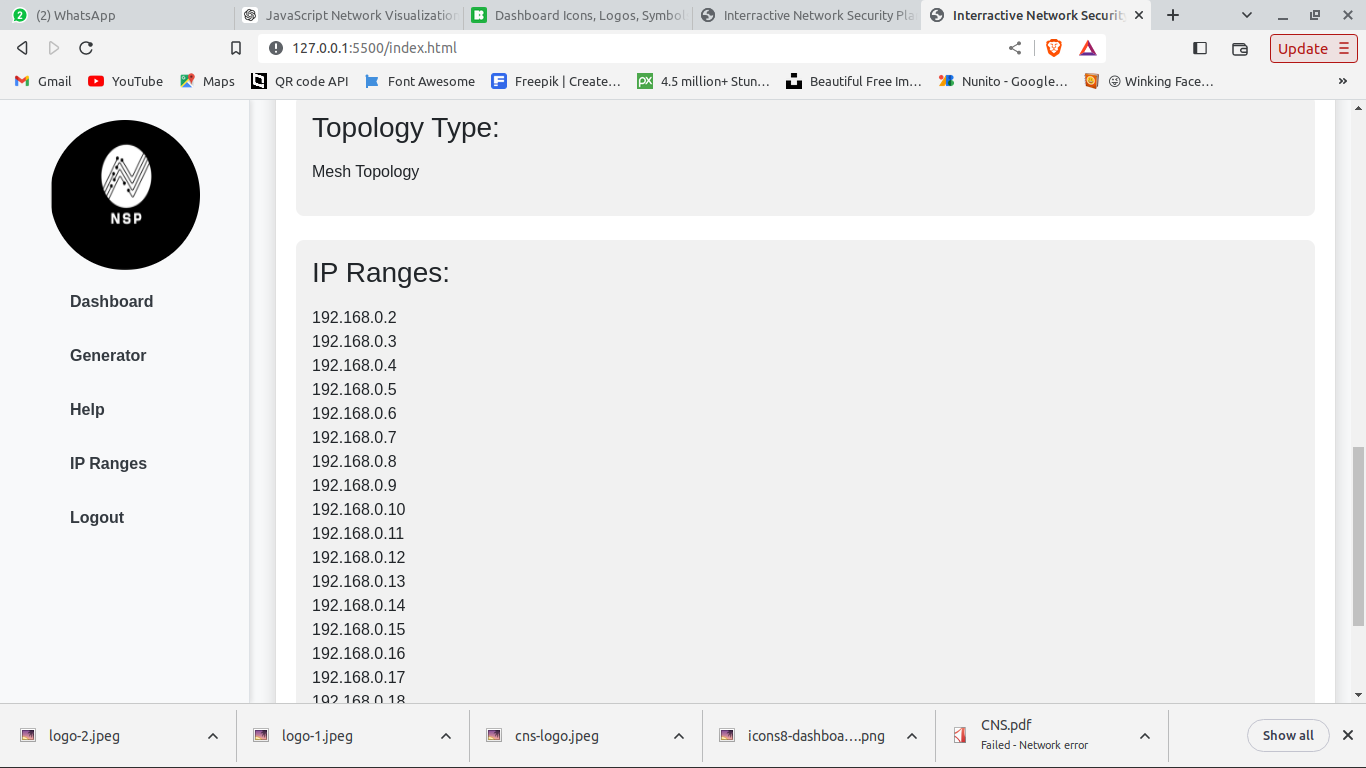 (2) WhatsApp
JavaScript Network Visualization
Dashboard Icons, Logos, Symbol
Interractive Network Security Pla
Interractive Network Security
127.0.0.1:5500/index.html
Update
Gmail
YouTube
Maps
QR code API
Font Awesome
Freepik | Create…
4.5 million+ Stun…
Beautiful Free Im…
Nunito - Google…
Winking Face…
»
NSP
Dashboard
Generator
Help
IP Ranges
Logout
Topology Type:
Mesh Topology
IP Ranges:
192.168.0.2
192.168.0.3
192.168.0.4
192.168.0.5
192.168.0.6
192.168.0.7
192.168.0.8
192.168.0.9
192.168.0.10
192.168.0.11
192.168.0.12
192.168.0.13
192.168.0.14
192.168.0.15
192.168.0.16
192.168.0.17
192.168.0.18
logo-2.jpeg
logo-1.jpeg
cns-logo.jpeg
icons8-dashboa….png
CNS.pdf
Failed - Network error
Show all